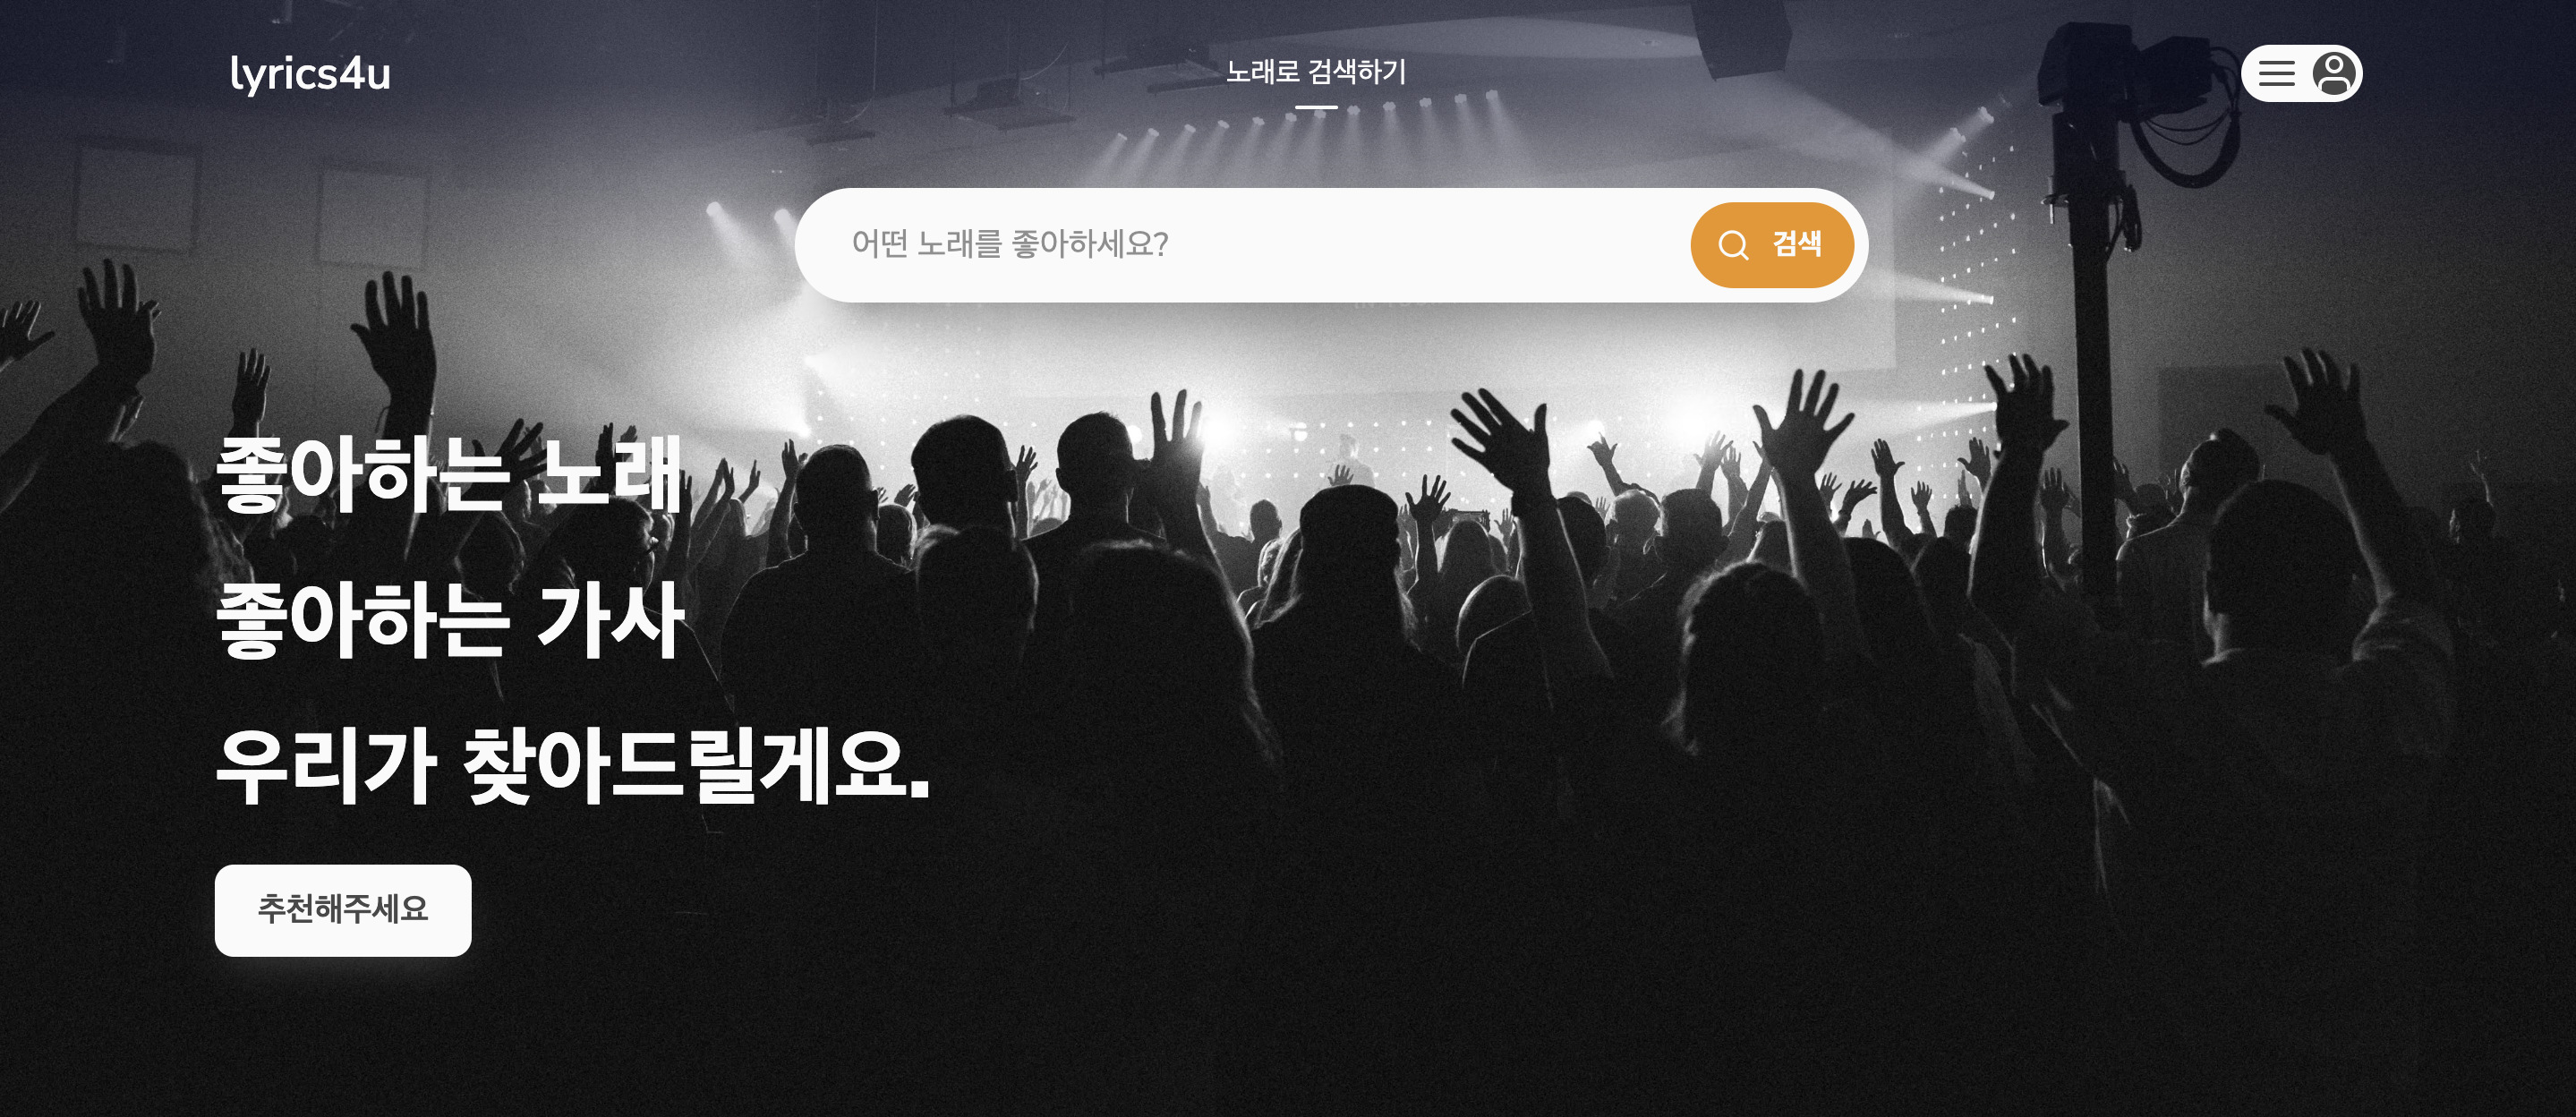 lyrics4u
노래로 검색하기
어떤 노래를 좋아하세요?
검색
좋아하는 노래
좋아하는 가사
우리가 찾아드릴게요.
추천해주세요